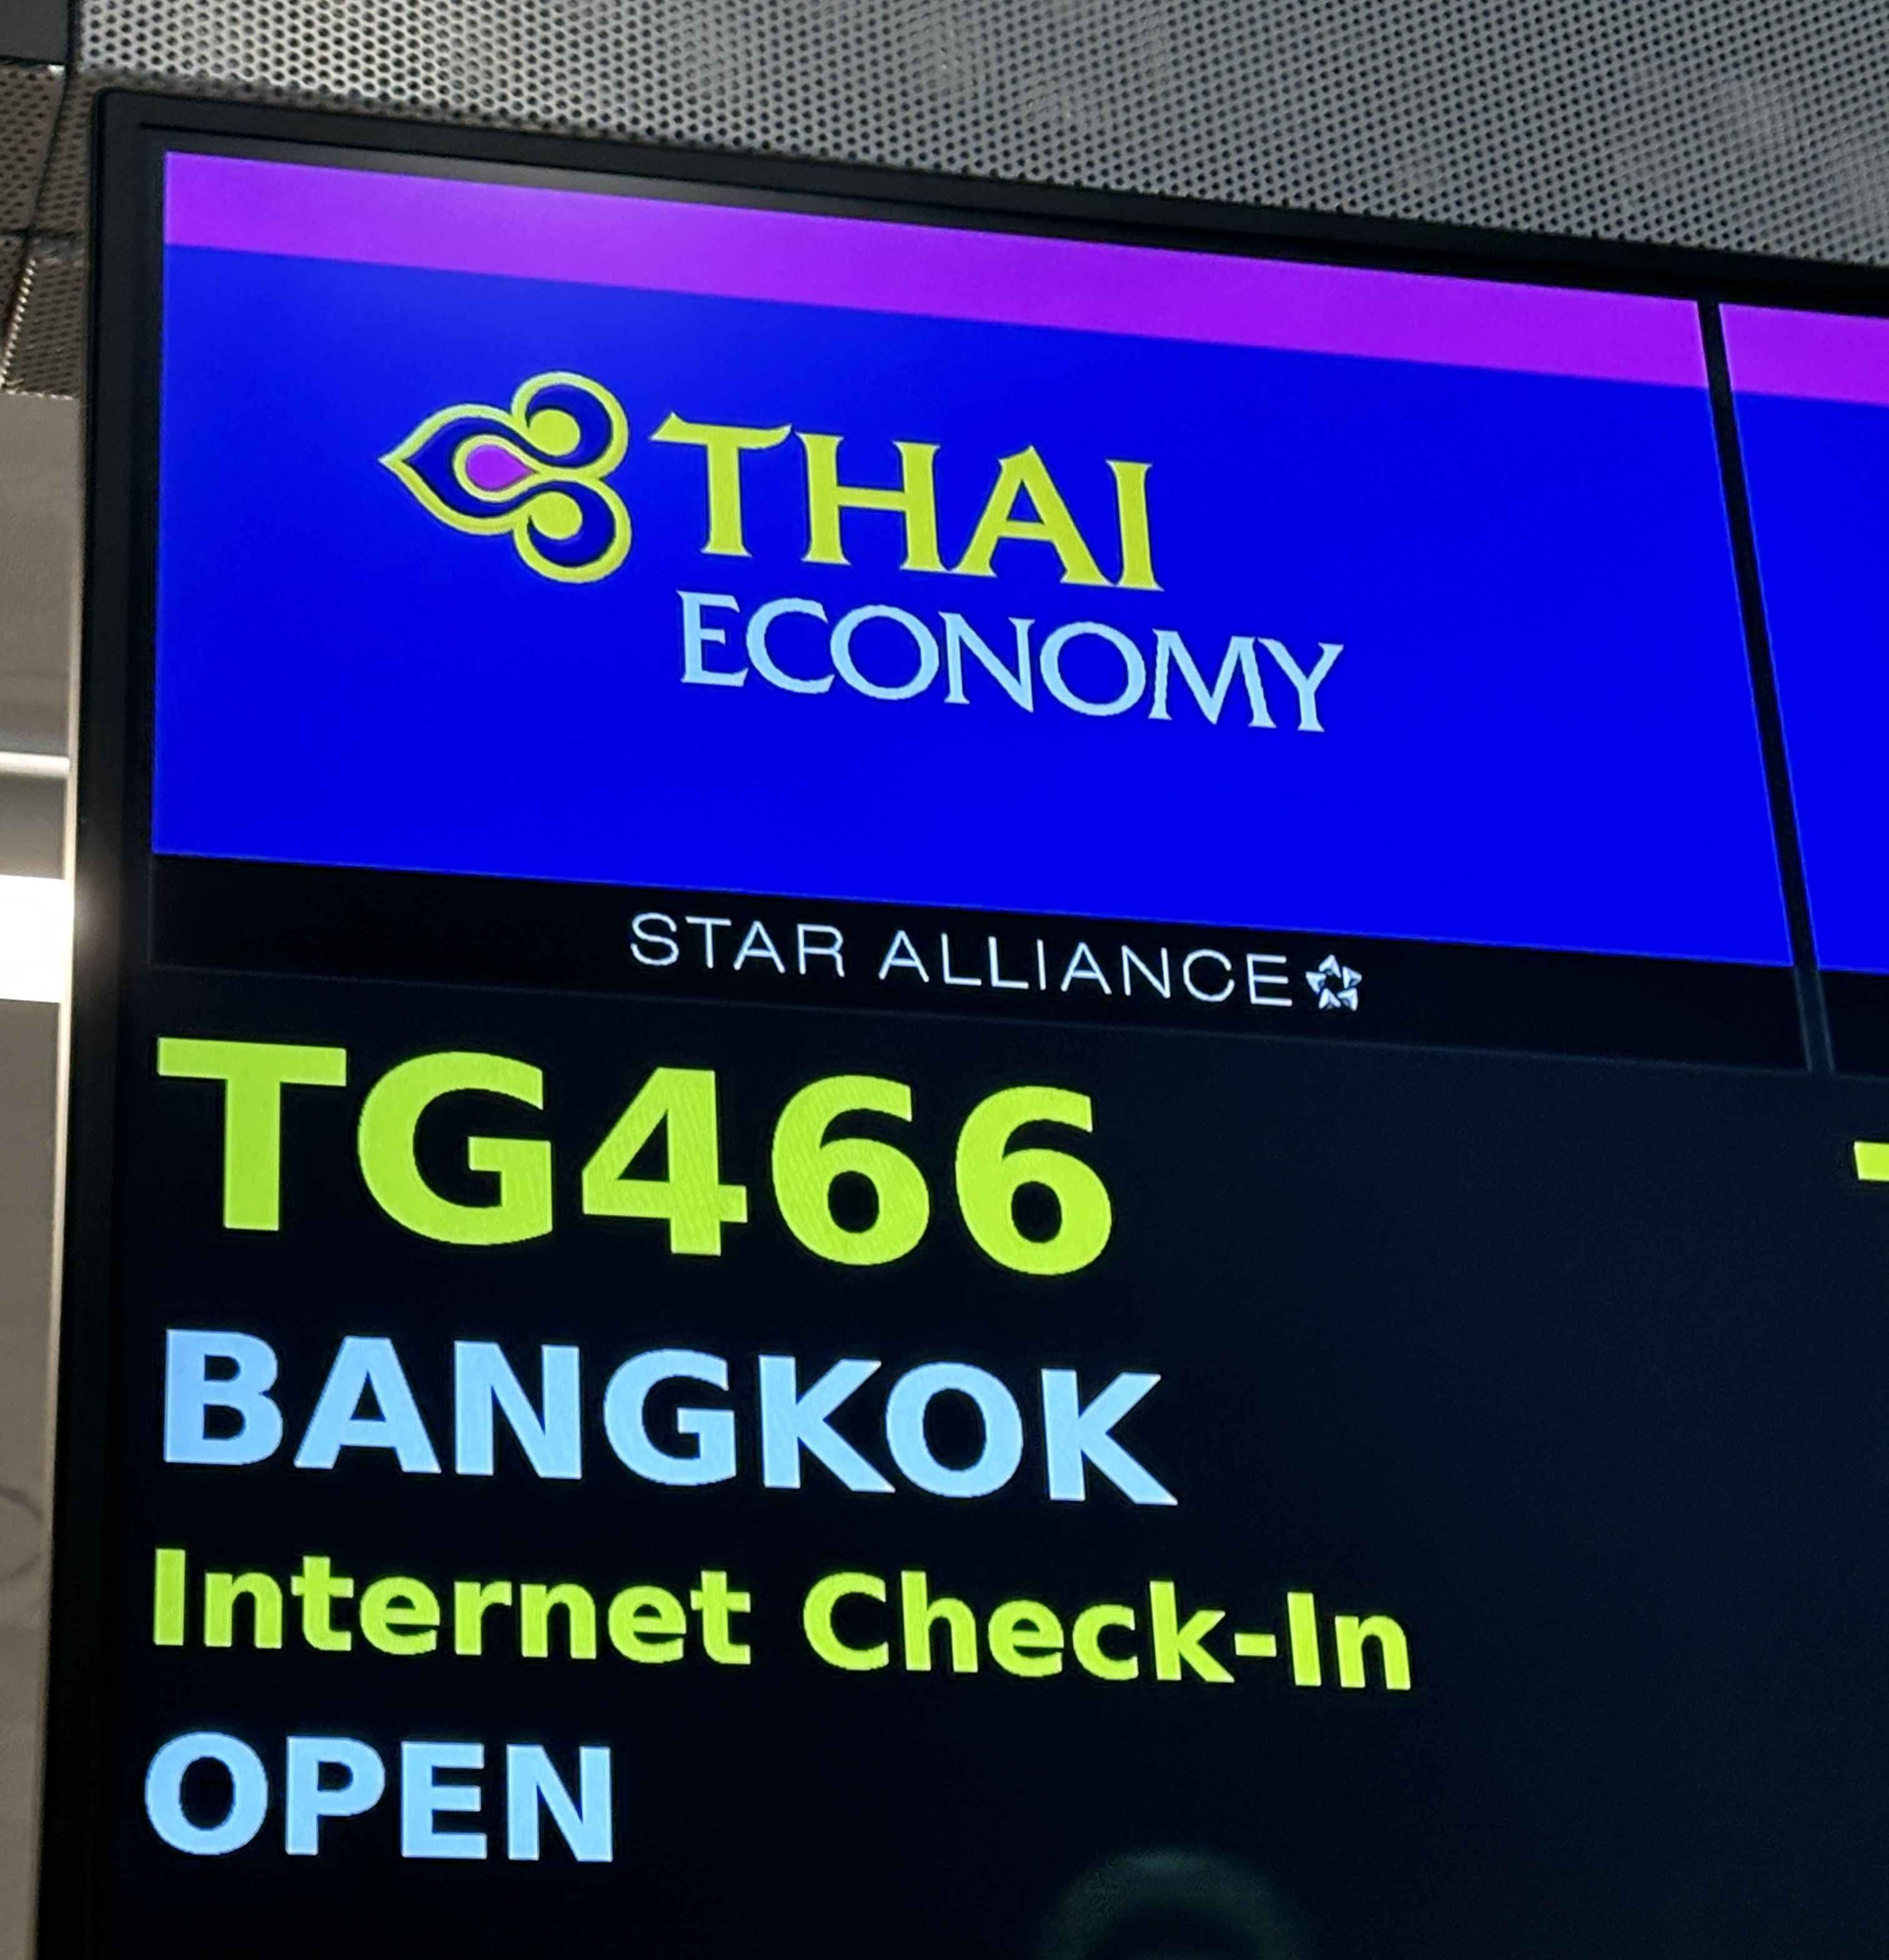 THAI
ECONOMY
STAR ALLIANCE
TG466
BANGKOK
Internet Check-In
OPEN